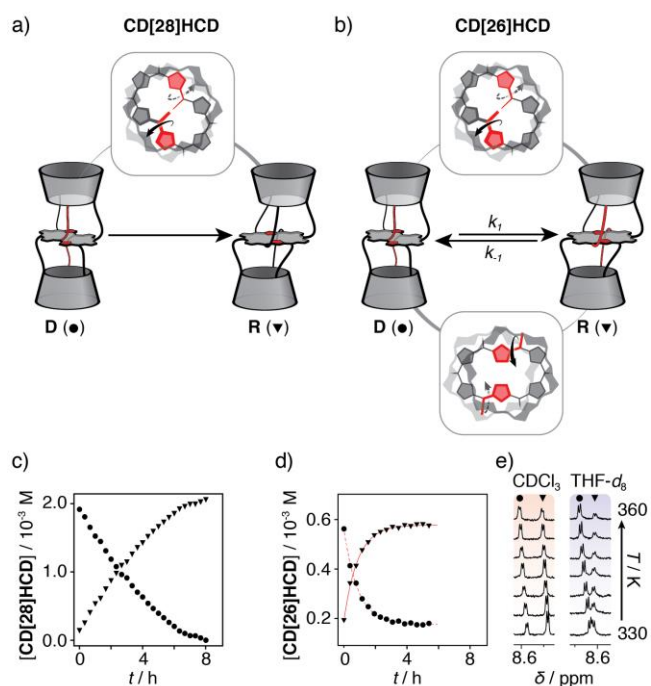 a) CD[28]HCD b) CD[26]HCD
k₁
k₋₁
D (●) R (▼) D (●) R (▼)
c) d) e) CDCl₃ THF-d₈
[CD[28]HCD] / 10⁻³ M
2.0
1.0
0.0
0 4 8
t / h
[CD[26]HCD] / 10⁻³ M
0.6
0.4
0.2
0 4 8
t / h
360
T / K
330
8.6 8.6
δ / ppm